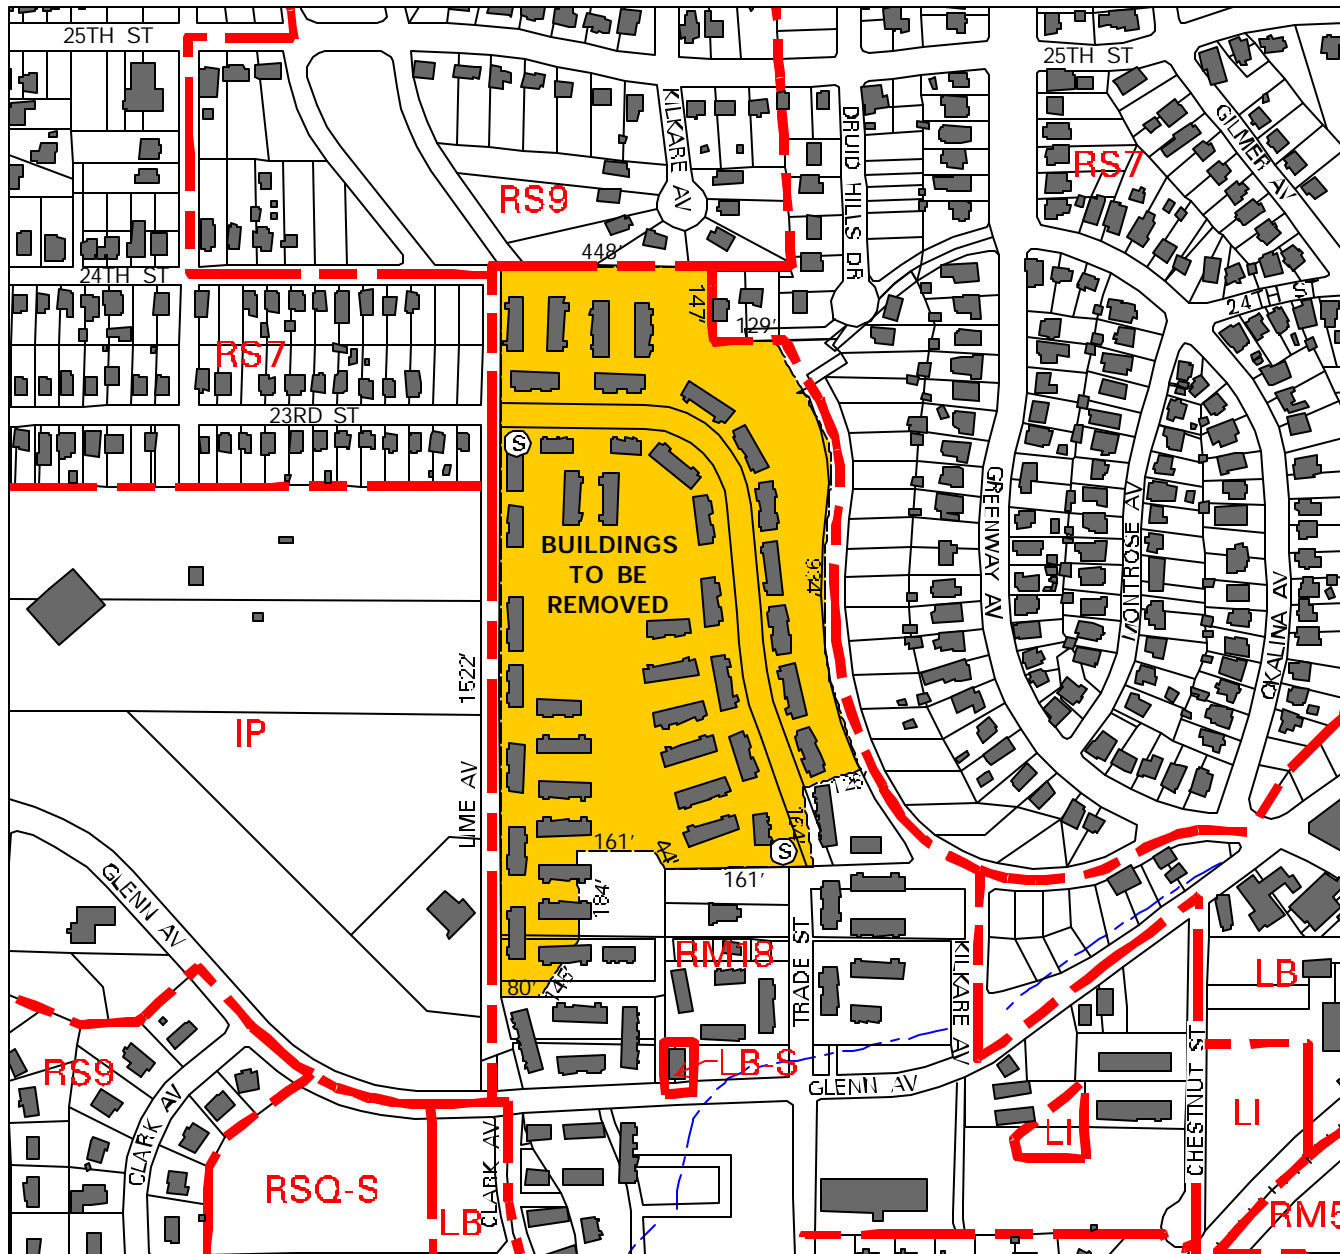 25TH ST
25TH ST
KILKARE AV
DRUID HILLS DR
GILMER AV
RS7
RS9
448'
24TH ST
147'
129'
24TH ST
RS7
23RD ST
S
GREENWAY AV
MONTROSE AV
BUILDINGS
TO BE
REMOVED
934'
OKALINA AV
1522'
IP
LIME AV
125'
164'
161'
44'
S
GLENN AV
161'
184'
TRADE ST
RM18
KILKARE AV
LB
80'
145'
CHESTNUT ST
RS9
LB-S
GLENN AV
CLARK AV
LI
LI
CLARK AV
RSQ-S
LB
RM5